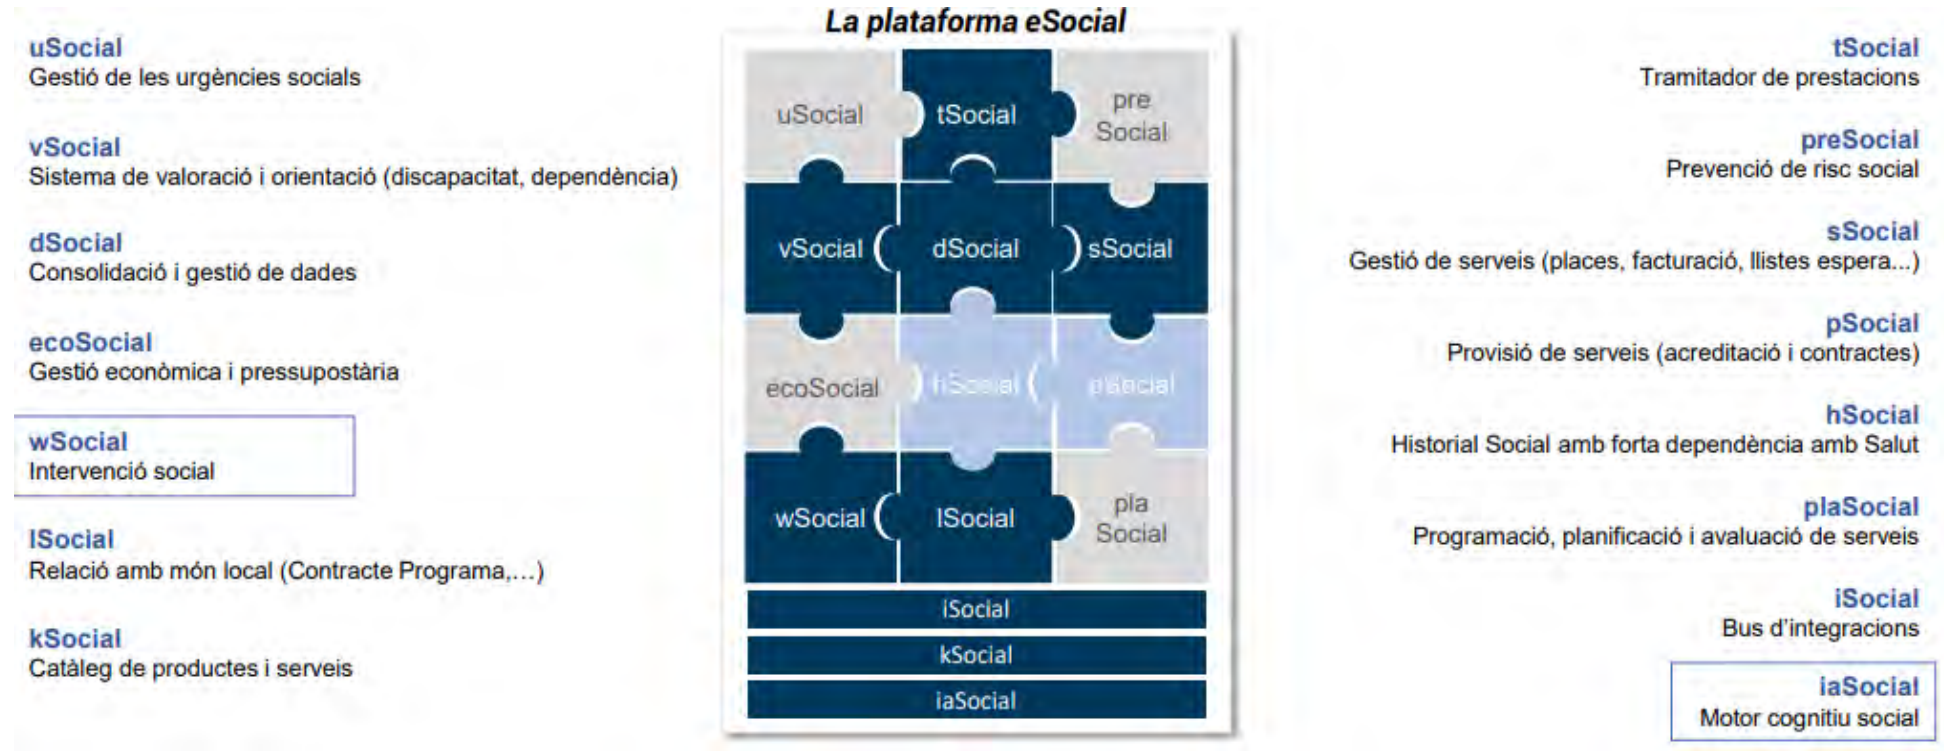 La plataforma eSocial
uSocial
Gestió de les urgències socials
vSocial
Sistema de valoració i orientació (discapacitat, dependència)
dSocial
Consolidació i gestió de dades
ecoSocial
Gestió econòmica i pressupostària
wSocial
Intervenció social
lSocial
Relació amb món local (Contracte Programa,...)
kSocial
Catàleg de productes i serveis
uSocial
tSocial
pre
Social
vSocial
dSocial
sSocial
ecoSocial
hSocial
pSocial
wSocial
lSocial
pla
Social
iSocial
kSocial
iaSocial
tSocial
Tramitador de prestacions
preSocial
Prevenció de risc social
sSocial
Gestió de serveis (places, facturació, llistes espera...)
pSocial
Provisió de serveis (acreditació i contractes)
hSocial
Historial Social amb forta dependència amb Salut
plaSocial
Programació, planificació i avaluació de serveis
iSocial
Bus d'integracions
iaSocial
Motor cognitiu social